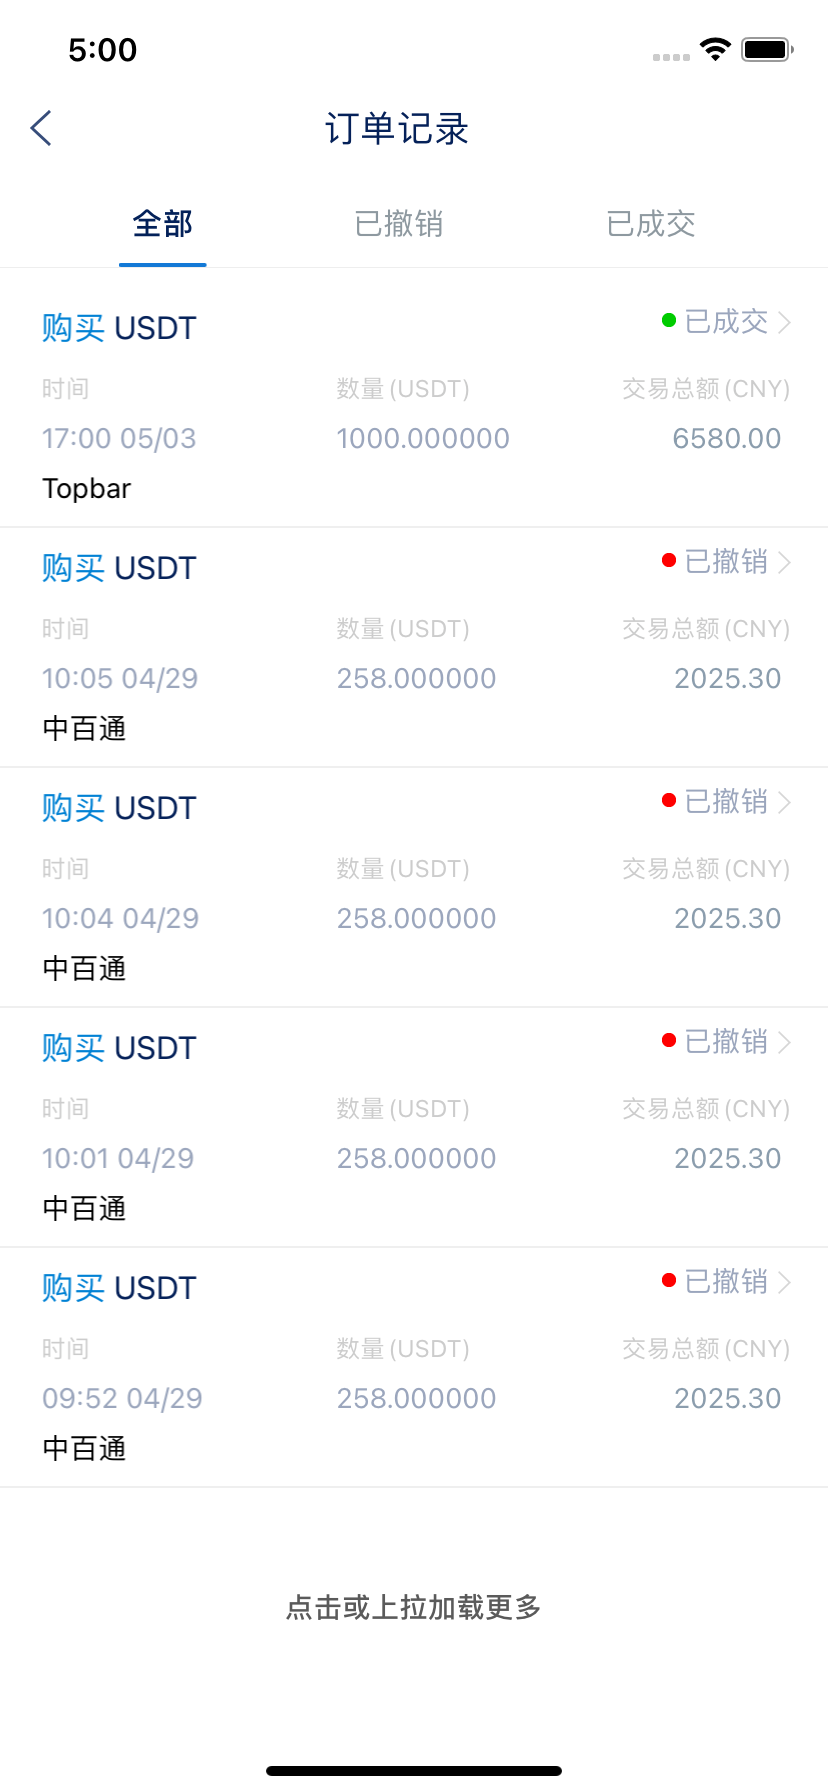 5:00
订单记录
全部 已撤销 已成交
购买 USDT 已成交
时间 数量(USDT) 交易总额(CNY)
17:00 05/03 1000.000000 6580.00
Topbar
购买 USDT 已撤销
时间 数量(USDT) 交易总额(CNY)
10:05 04/29 258.000000 2025.30
中百通
购买 USDT 已撤销
时间 数量(USDT) 交易总额(CNY)
10:04 04/29 258.000000 2025.30
中百通
购买 USDT 已撤销
时间 数量(USDT) 交易总额(CNY)
10:01 04/29 258.000000 2025.30
中百通
购买 USDT 已撤销
时间 数量(USDT) 交易总额(CNY)
09:52 04/29 258.000000 2025.30
中百通
点击或上拉加载更多